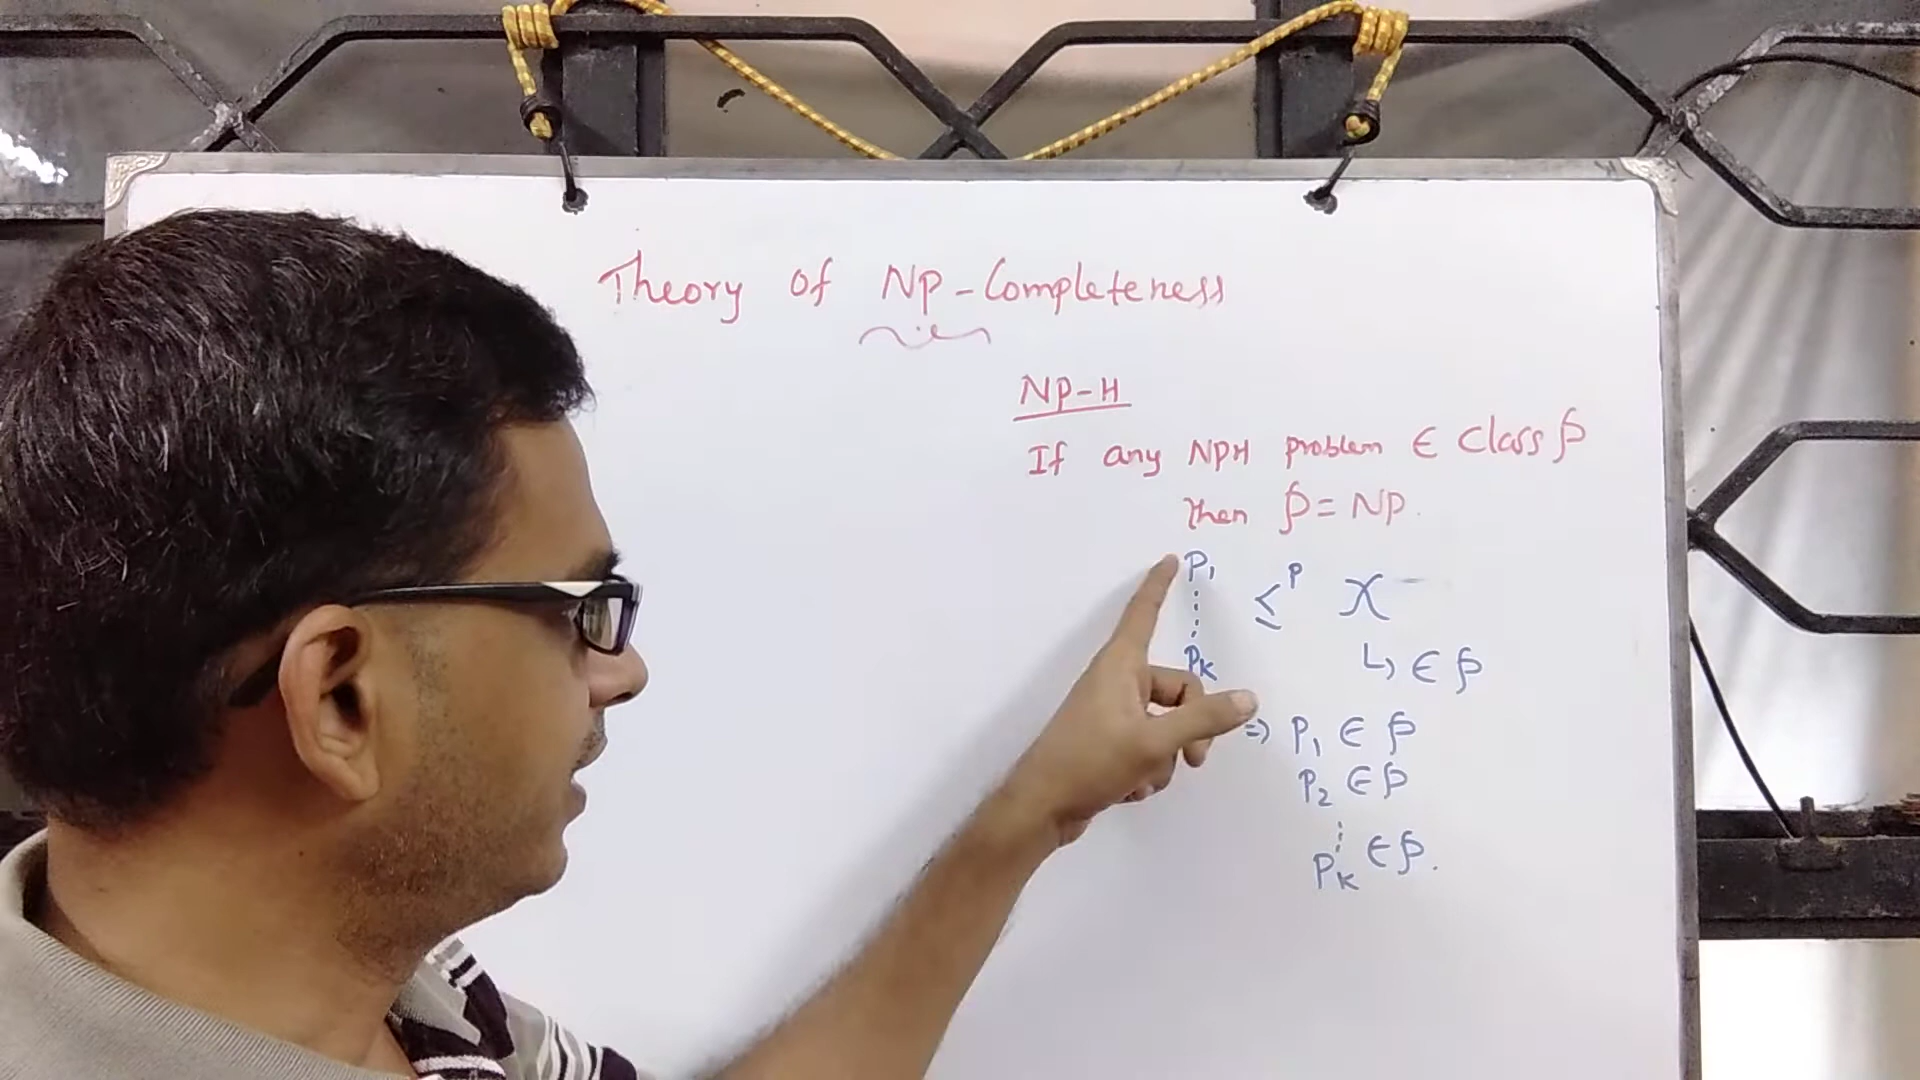 Theory of NP-Completeness
NP-H
If any NPH problem ∈ Class P
then P = NP.
P₁
⋮
Pₖ
≤ᵖ X
↳ ∈ P
⇒ P₁ ∈ P
P₂ ∈ P
⋮
Pₖ ∈ P.